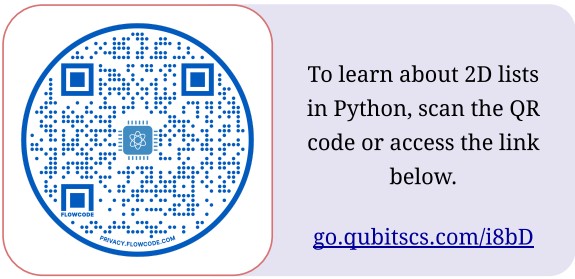 To learn about 2D lists
in Python, scan the QR
code or access the link
below.
go.qubitscs.com/i8bD
FLOWCODE
PRIVACY.FLOWCODE.COM